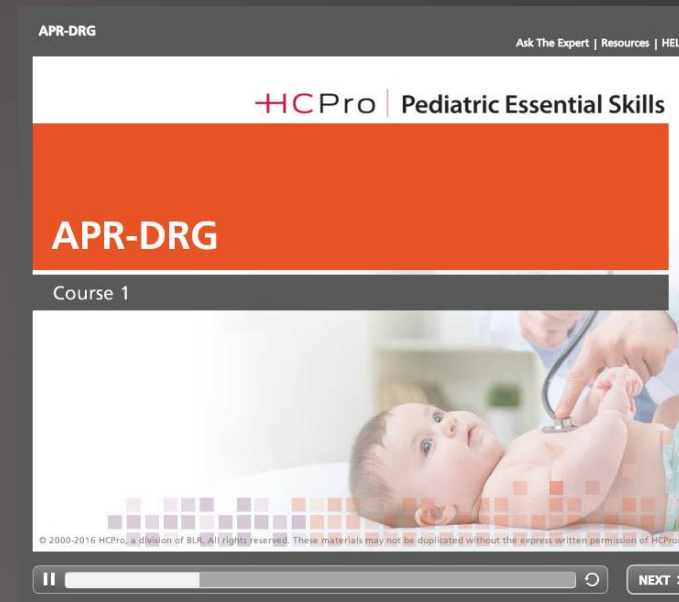 APR-DRG
Ask The Expert | Resources | HEL
HCPro | Pediatric Essential Skills
APR-DRG
Course 1
© 2000-2016 HCPro, a division of BLR. All rights reserved. These materials may not be duplicated without the express written permission of HCPro.
NEXT